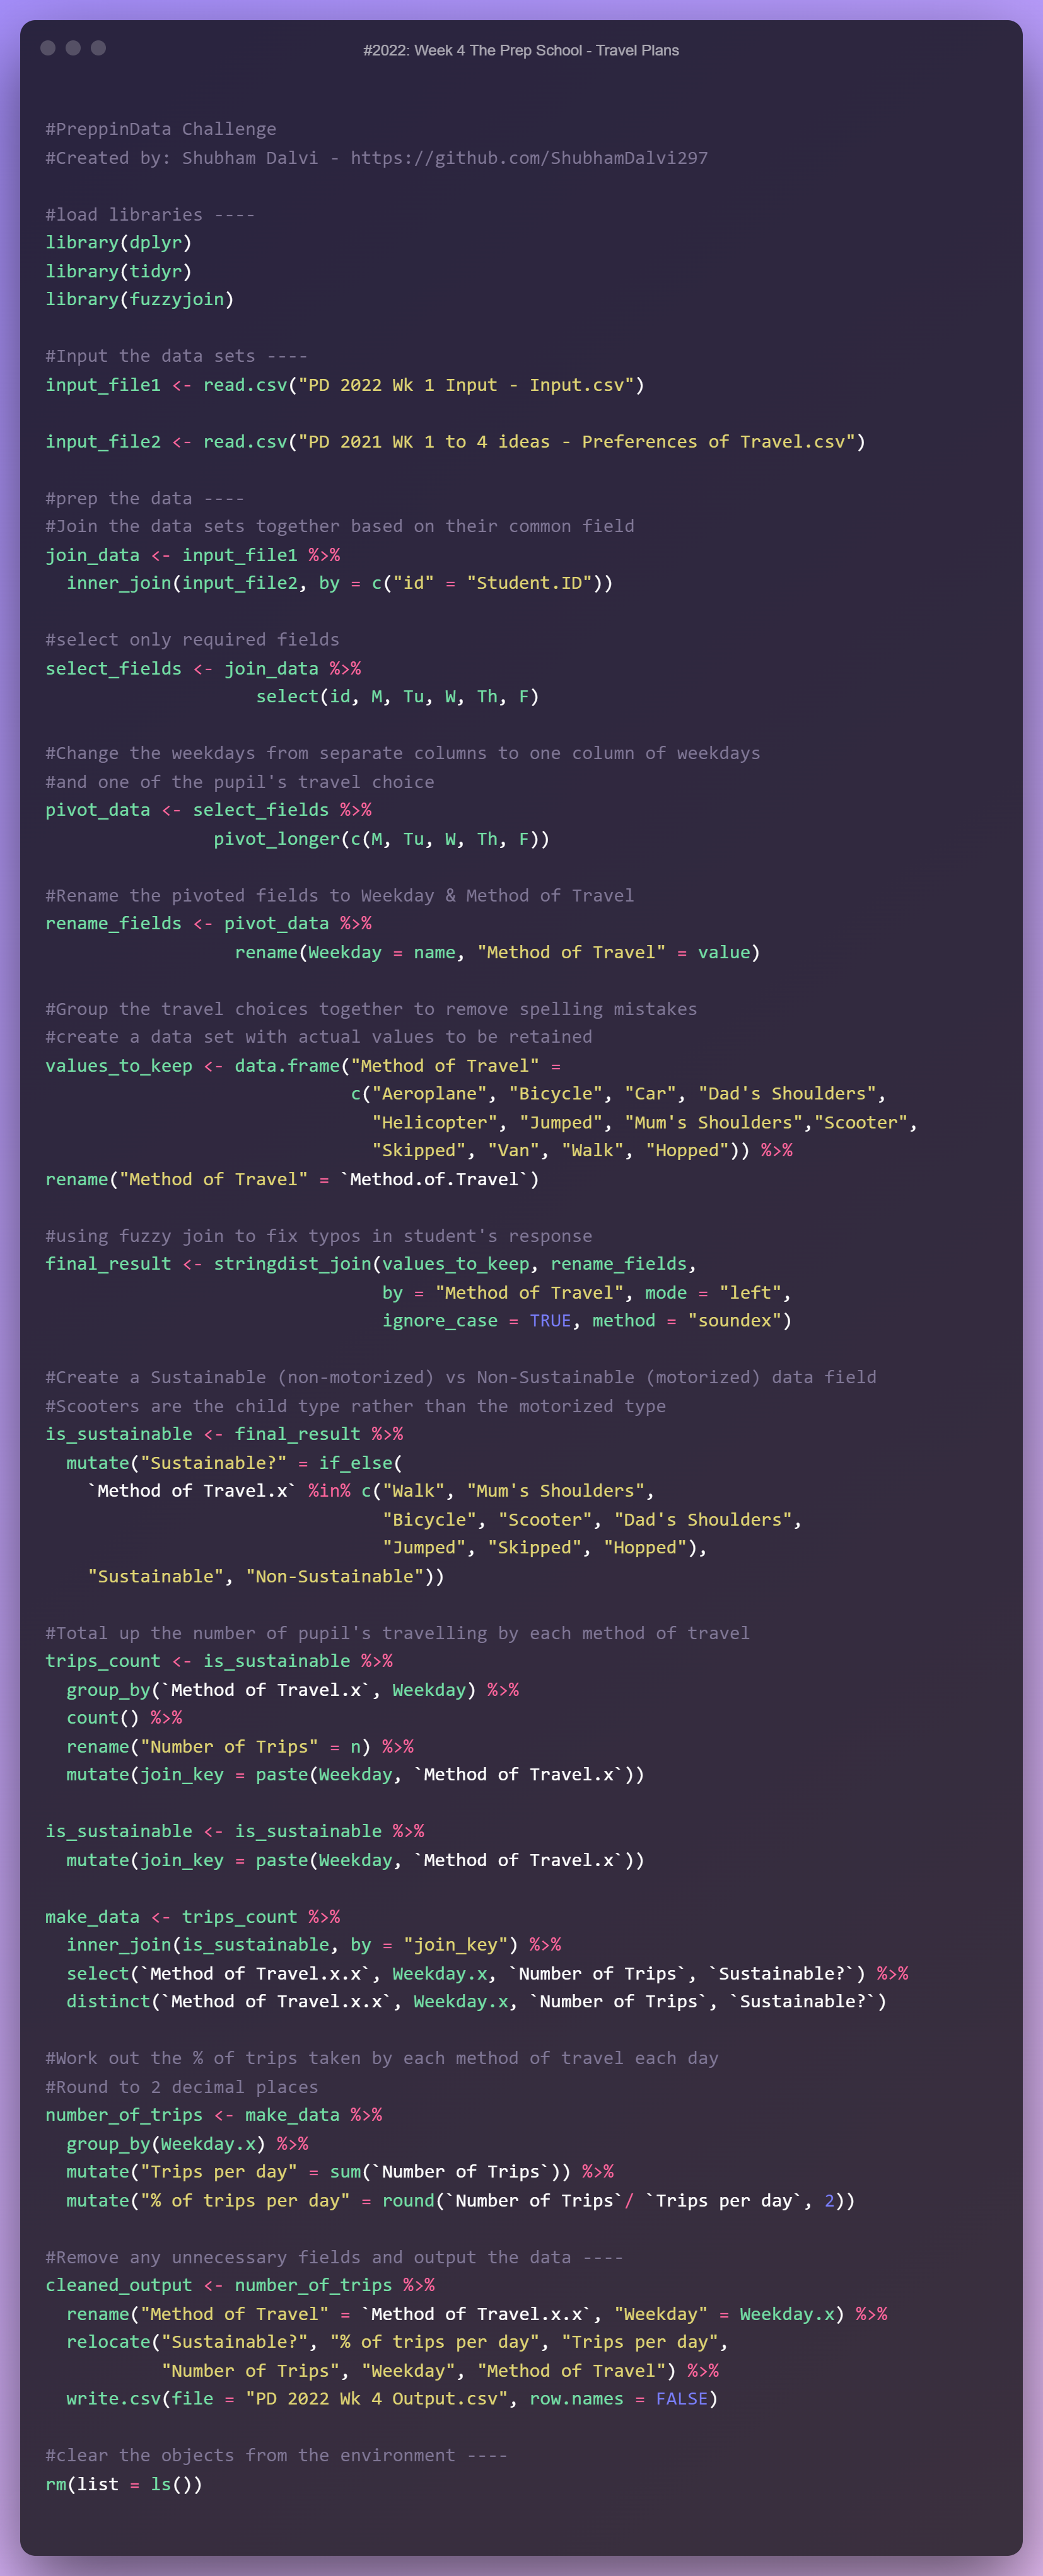 #2022: Week 4 The Prep School - Travel Plans
#PreppinData Challenge
#Created by: Shubham Dalvi - https://github.com/ShubhamDalvi297
#load libraries ----
library(dplyr)
library(tidyr)
library(fuzzyjoin)
#Input the data sets ----
input_file1 <- read.csv("PD 2022 Wk 1 Input - Input.csv")
input_file2 <- read.csv("PD 2021 WK 1 to 4 ideas - Preferences of Travel.csv")
#prep the data ----
#Join the data sets together based on their common field
join_data <- input_file1 %>%
  inner_join(input_file2, by = c("id" = "Student.ID"))
#select only required fields
select_fields <- join_data %>%
                    select(id, M, Tu, W, Th, F)
#Change the weekdays from separate columns to one column of weekdays
#and one of the pupil's travel choice
pivot_data <- select_fields %>%
                pivot_longer(c(M, Tu, W, Th, F))
#Rename the pivoted fields to Weekday & Method of Travel
rename_fields <- pivot_data %>%
                  rename(Weekday = name, "Method of Travel" = value)
#Group the travel choices together to remove spelling mistakes
#create a data set with actual values to be retained
values_to_keep <- data.frame("Method of Travel" =
                             c("Aeroplane", "Bicycle", "Car", "Dad's Shoulders",
                               "Helicopter", "Jumped", "Mum's Shoulders","Scooter",
                               "Skipped", "Van", "Walk", "Hopped")) %>%
rename("Method of Travel" = `Method.of.Travel`)
#using fuzzy join to fix typos in student's response
final_result <- stringdist_join(values_to_keep, rename_fields,
                                by = "Method of Travel", mode = "left",
                                ignore_case = TRUE, method = "soundex")
#Create a Sustainable (non-motorized) vs Non-Sustainable (motorized) data field
#Scooters are the child type rather than the motorized type
is_sustainable <- final_result %>%
  mutate("Sustainable?" = if_else(
    `Method of Travel.x` %in% c("Walk", "Mum's Shoulders",
                                "Bicycle", "Scooter", "Dad's Shoulders",
                                "Jumped", "Skipped", "Hopped"),
    "Sustainable", "Non-Sustainable"))
#Total up the number of pupil's travelling by each method of travel
trips_count <- is_sustainable %>%
  group_by(`Method of Travel.x`, Weekday) %>%
  count() %>%
  rename("Number of Trips" = n) %>%
  mutate(join_key = paste(Weekday, `Method of Travel.x`))
is_sustainable <- is_sustainable %>%
  mutate(join_key = paste(Weekday, `Method of Travel.x`))
make_data <- trips_count %>%
  inner_join(is_sustainable, by = "join_key") %>%
  select(`Method of Travel.x.x`, Weekday.x, `Number of Trips`, `Sustainable?`) %>%
  distinct(`Method of Travel.x.x`, Weekday.x, `Number of Trips`, `Sustainable?`)
#Work out the % of trips taken by each method of travel each day
#Round to 2 decimal places
number_of_trips <- make_data %>%
  group_by(Weekday.x) %>%
  mutate("Trips per day" = sum(`Number of Trips`)) %>%
  mutate("% of trips per day" = round(`Number of Trips`/ `Trips per day`, 2))
#Remove any unnecessary fields and output the data ----
cleaned_output <- number_of_trips %>%
  rename("Method of Travel" = `Method of Travel.x.x`, "Weekday" = Weekday.x) %>%
  relocate("Sustainable?", "% of trips per day", "Trips per day",
           "Number of Trips", "Weekday", "Method of Travel") %>%
  write.csv(file = "PD 2022 Wk 4 Output.csv", row.names = FALSE)
#clear the objects from the environment ----
rm(list = ls())